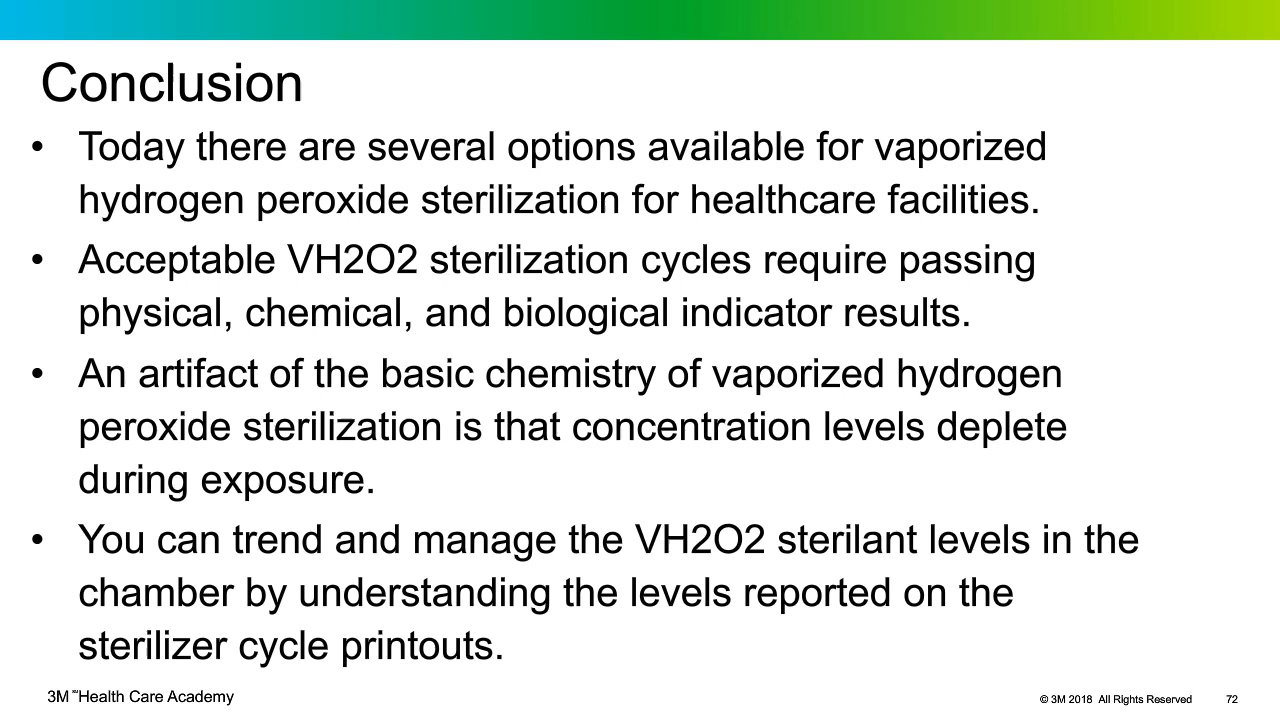 Conclusion
• Today there are several options available for vaporized
hydrogen peroxide sterilization for healthcare facilities.
• Acceptable VH2O2 sterilization cycles require passing
physical, chemical, and biological indicator results.
• An artifact of the basic chemistry of vaporized hydrogen
peroxide sterilization is that concentration levels deplete
during exposure.
• You can trend and manage the VH2O2 sterilant levels in the
chamber by understanding the levels reported on the
sterilizer cycle printouts.
3M™Health Care Academy
© 3M 2018 All Rights Reserved 72